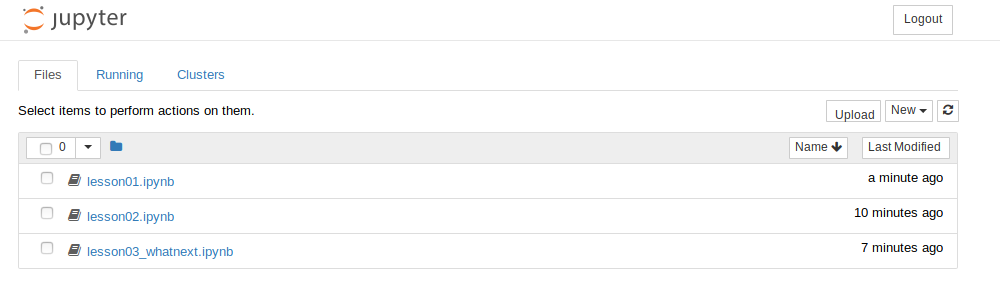 jupyter
Logout
Files Running Clusters
Select items to perform actions on them.
Upload New
0 Name Last Modified
lesson01.ipynb a minute ago
lesson02.ipynb 10 minutes ago
lesson03_whatnext.ipynb 7 minutes ago